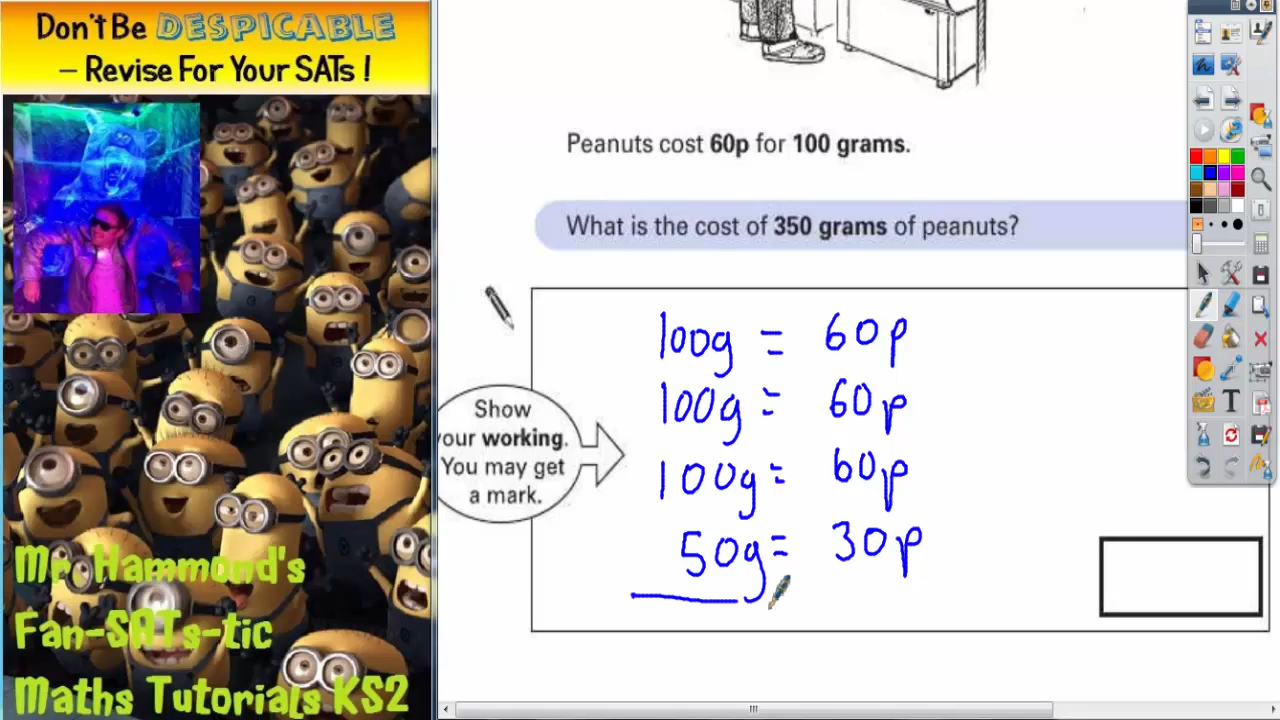 Don't Be DESPICABLE
– Revise For Your SATs !
Mr. Hammond's
Fan-SATs-tic
Maths Tutorials KS2
Peanuts cost 60p for 100 grams.
What is the cost of 350 grams of peanuts?
Show
your working.
You may get
a mark.
100g = 60p
100g = 60p
100g = 60p
50g = 30p